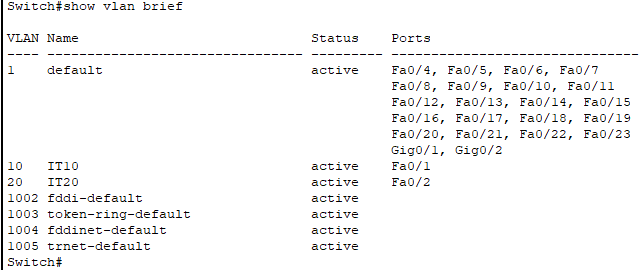 Switch#show vlan brief
VLAN Name                             Status    Ports
---- -------------------------------- --------- -------------------------------
1    default                          active    Fa0/4, Fa0/5, Fa0/6, Fa0/7
                                                Fa0/8, Fa0/9, Fa0/10, Fa0/11
                                                Fa0/12, Fa0/13, Fa0/14, Fa0/15
                                                Fa0/16, Fa0/17, Fa0/18, Fa0/19
                                                Fa0/20, Fa0/21, Fa0/22, Fa0/23
                                                Gig0/1, Gig0/2
10   IT10                             active    Fa0/1
20   IT20                             active    Fa0/2
1002 fddi-default                     active
1003 token-ring-default               active
1004 fddinet-default                  active
1005 trnet-default                    active
Switch#